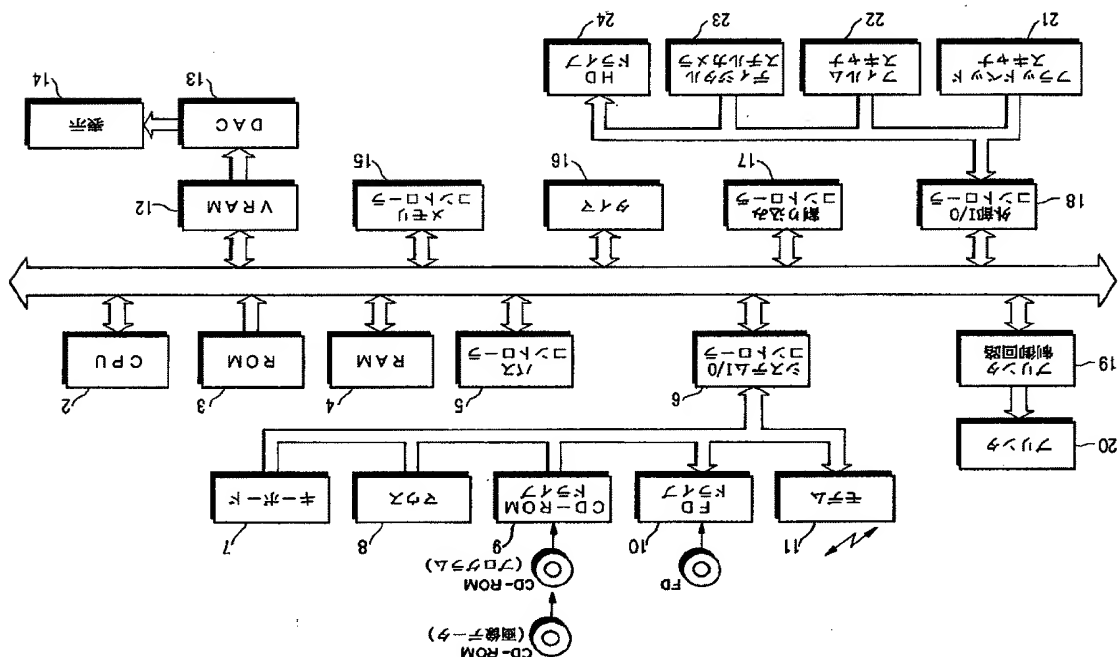 CD-ROM
(画像データ)
CD-ROM
(プログラム)
FD
11
10
9
8
7
モデム
FD
ドライブ
CD-ROM
ドライブ
マウス
キーボード
20
プリンタ
19
プリンタ
制御回路
6
システムI/O
コントローラ
5
バス
コントローラ
4
RAM
3
ROM
2
CPU
18
外部I/O
コントローラ
17
割り込み
コントローラ
16
タイマ
15
メモリ
コントローラ
12
VRAM
13
DAC
14
表示
21
フラッドベッド
スキャナ
22
フィルム
スキャナ
23
ディジタル
スチルカメラ
24
HD
ドライブ